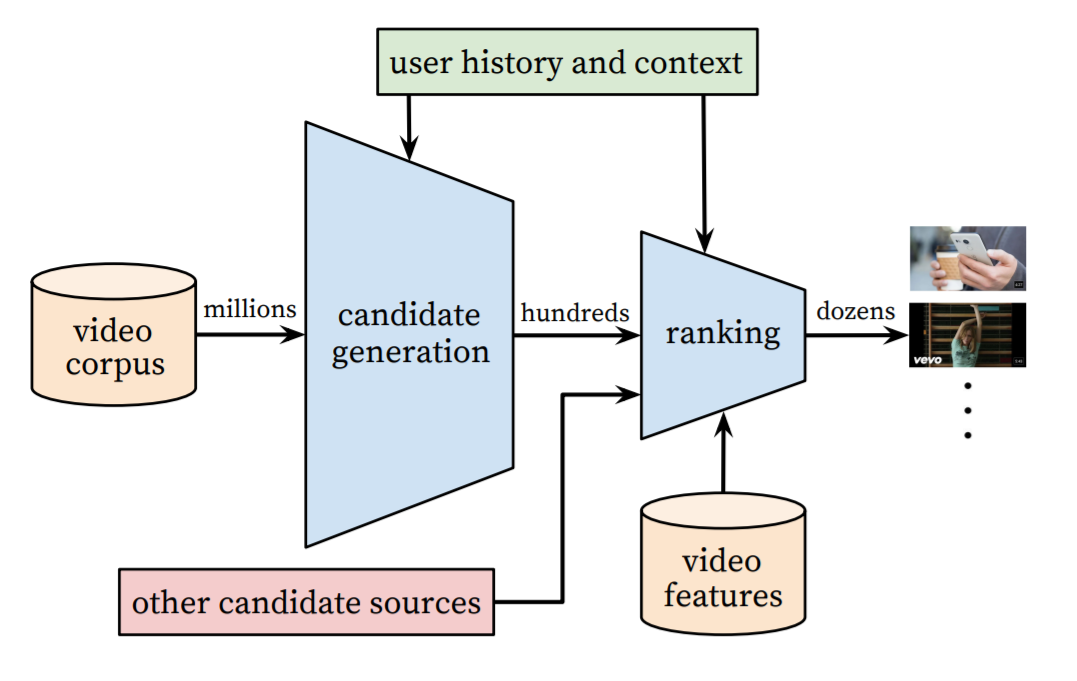 user history and context
video
corpus
millions
candidate
generation
hundreds
ranking
dozens
vevo
other candidate sources
video
features